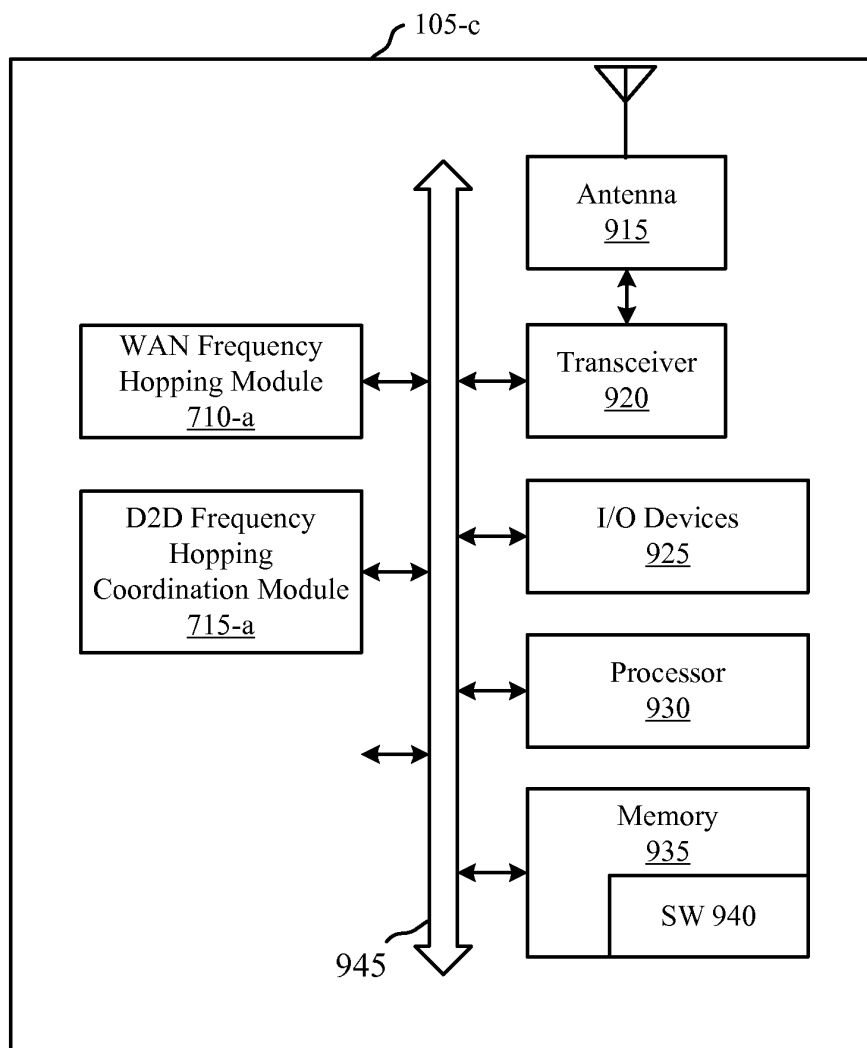 105-c
Antenna
915
WAN Frequency
Hopping Module
710-a
Transceiver
920
D2D Frequency
Hopping
Coordination Module
715-a
I/O Devices
925
Processor
930
Memory
935
SW 940
945